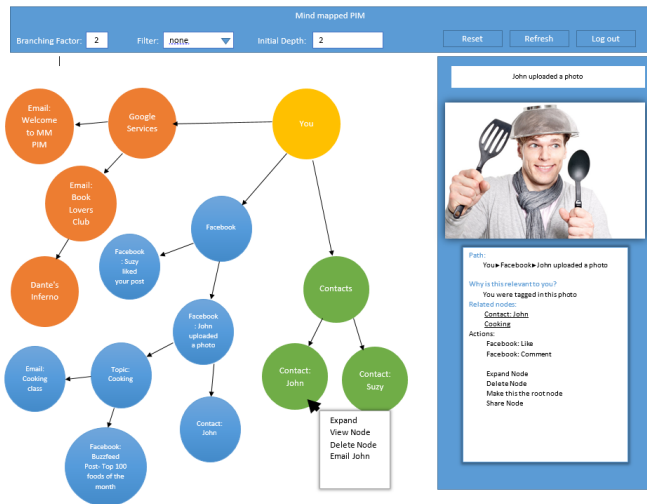 Mind mapped PIM
Branching Factor: 2 Filter: none Initial Depth: 2 Reset Refresh Log out
John uploaded a photo
Email:
Welcome
to MM
PIM
Google
Services
You
Email:
Book
Lovers
Club
Dante's
Inferno
Facebook
Facebook
: Suzy
liked
your post
Facebook
: John
uploaded
a photo
Email:
Cooking
class
Topic:
Cooking
Contact:
John
Facebook:
Buzzfeed
Post- Top 100
foods of the
month
Contacts
Contact:
John
Contact:
Suzy
Expand
View Node
Delete Node
Email John
Path:
You►Facebook►John uploaded a photo
Why is this relevant to you?
You were tagged in this photo
Related nodes:
Contact: John
Cooking
Actions:
Facebook: Like
Facebook: Comment
Expand Node
Delete Node
Make this the root node
Share Node